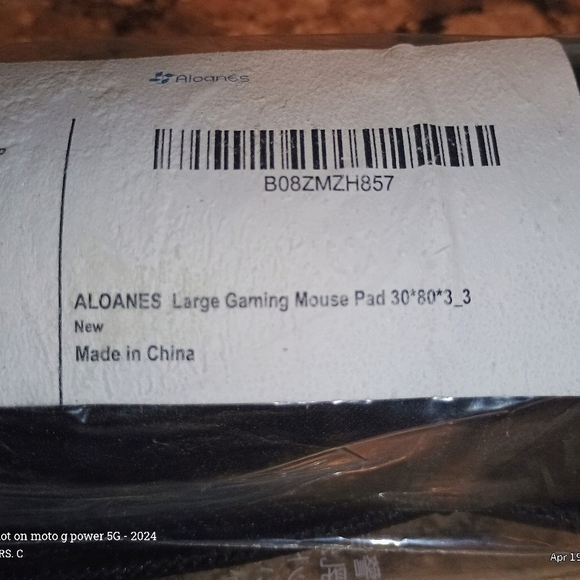 AloanES
B08ZMZH857
ALOANES Large Gaming Mouse Pad 30*80*3_3
New
Made in China
on moto g power 5G - 2024
RS. C
Apr 19